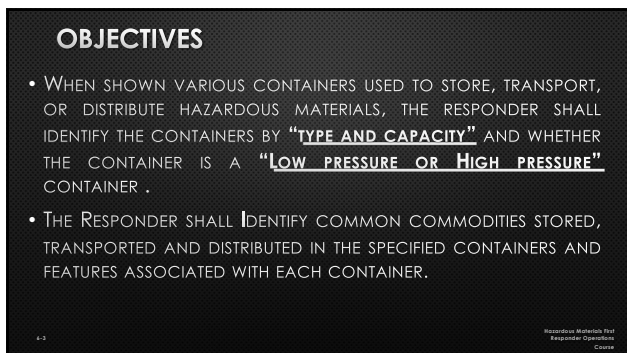 OBJECTIVES
• WHEN SHOWN VARIOUS CONTAINERS USED TO STORE, TRANSPORT,
OR DISTRIBUTE HAZARDOUS MATERIALS, THE RESPONDER SHALL
IDENTIFY THE CONTAINERS BY “TYPE AND CAPACITY” AND WHETHER
THE CONTAINER IS A “LOW PRESSURE OR HIGH PRESSURE”
CONTAINER .
• THE RESPONDER SHALL IDENTIFY COMMON COMMODITIES STORED,
TRANSPORTED AND DISTRIBUTED IN THE SPECIFIED CONTAINERS AND
FEATURES ASSOCIATED WITH EACH CONTAINER.
6-3
Hazardous Materials First
Responder Operations
Course